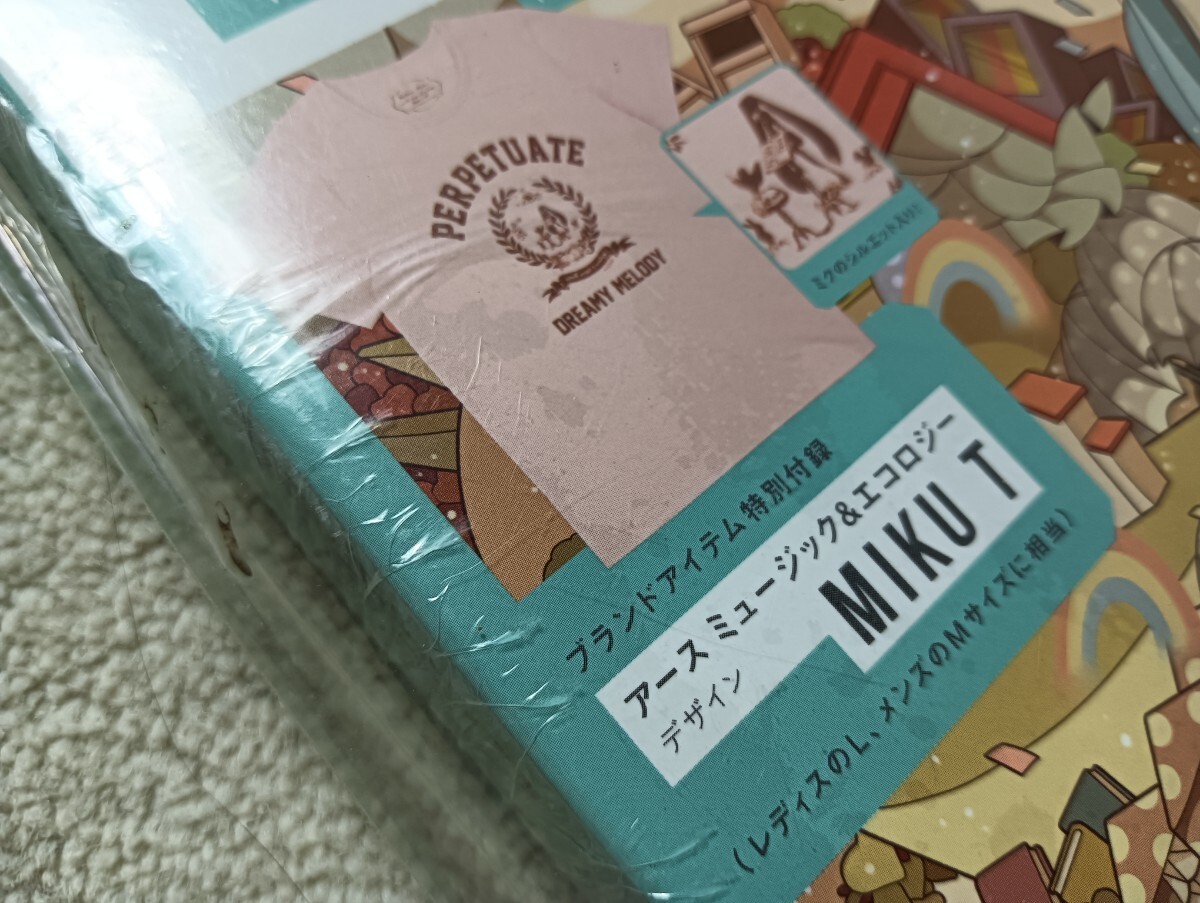 PERPETUATE
DREAMY MELODY
ミクのシルエット入り!
ブランドアイテム特別付録
アース ミュージック&エコロジー
デザイン
MIKU T
(レディスのL、メンズのMサイズに相当)